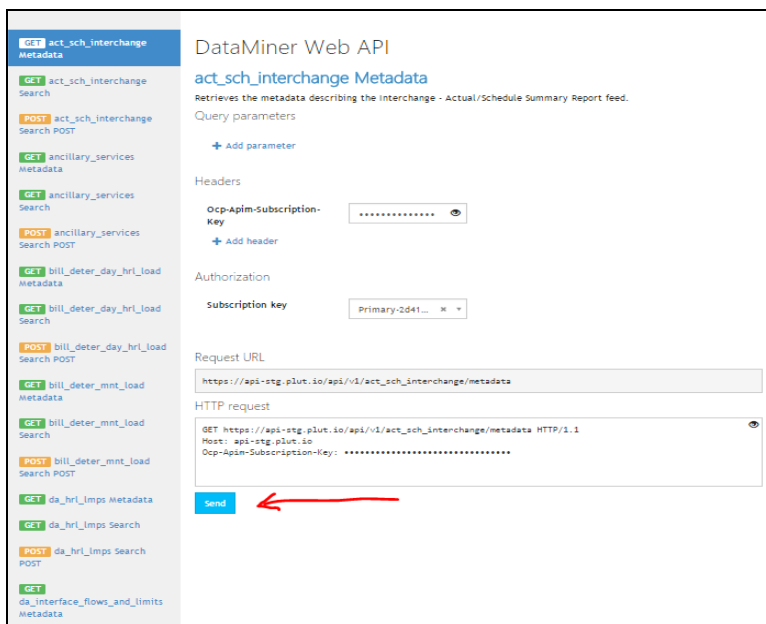 GET act_sch_interchange
Metadata
GET act_sch_interchange
Search
POST act_sch_interchange
Search POST
GET ancillary_services
Metadata
GET ancillary_services
Search
POST ancillary_services
Search POST
GET bill_deter_day_hrl_load
Metadata
GET bill_deter_day_hrl_load
Search
POST bill_deter_day_hrl_load
Search POST
GET bill_deter_mnt_load
Metadata
GET bill_deter_mnt_load
Search
POST bill_deter_mnt_load
Search POST
GET da_hrl_lmps Metadata
GET da_hrl_lmps Search
POST da_hrl_lmps Search
POST
GET
da_interface_flows_and_limits
Metadata
DataMiner Web API
act_sch_interchange Metadata
Retrieves the metadata describing the Interchange - Actual/Schedule Summary Report feed.
Query parameters
+ Add parameter
Headers
Ocp-Apim-Subscription-
Key
••••••••••••••
+ Add header
Authorization
Subscription key
Primary-2d41...
Request URL
https://api-stg.plut.io/api/v1/act_sch_interchange/metadata
HTTP request
GET https://api-stg.plut.io/api/v1/act_sch_interchange/metadata HTTP/1.1
Host: api-stg.plut.io
Ocp-Apim-Subscription-Key: ••••••••••••••••••••••••••••••••
Send